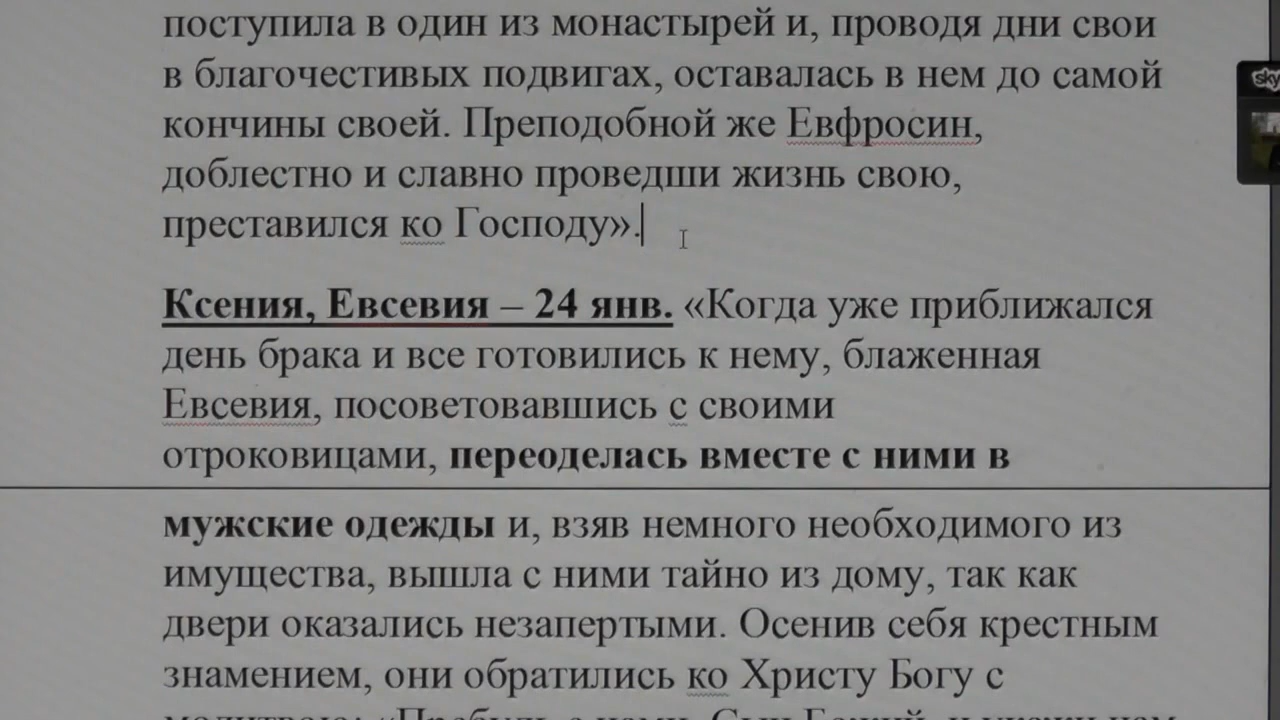 поступила в один из монастырей и, проводя дни свои
в благочестивых подвигах, оставалась в нем до самой
кончины своей. Преподобной же Евфросин,
доблестно и славно проведши жизнь свою,
преставился ко Господу».
Ксения, Евсевия – 24 янв. «Когда уже приближался
день брака и все готовились к нему, блаженная
Евсевия, посоветовавшись с своими
отроковицами, переоделась вместе с ними в
мужские одежды и, взяв немного необходимого из
имущества, вышла с ними тайно из дому, так как
двери оказались незапертыми. Осенив себя крестным
знамением, они обратились ко Христу Богу с
sky